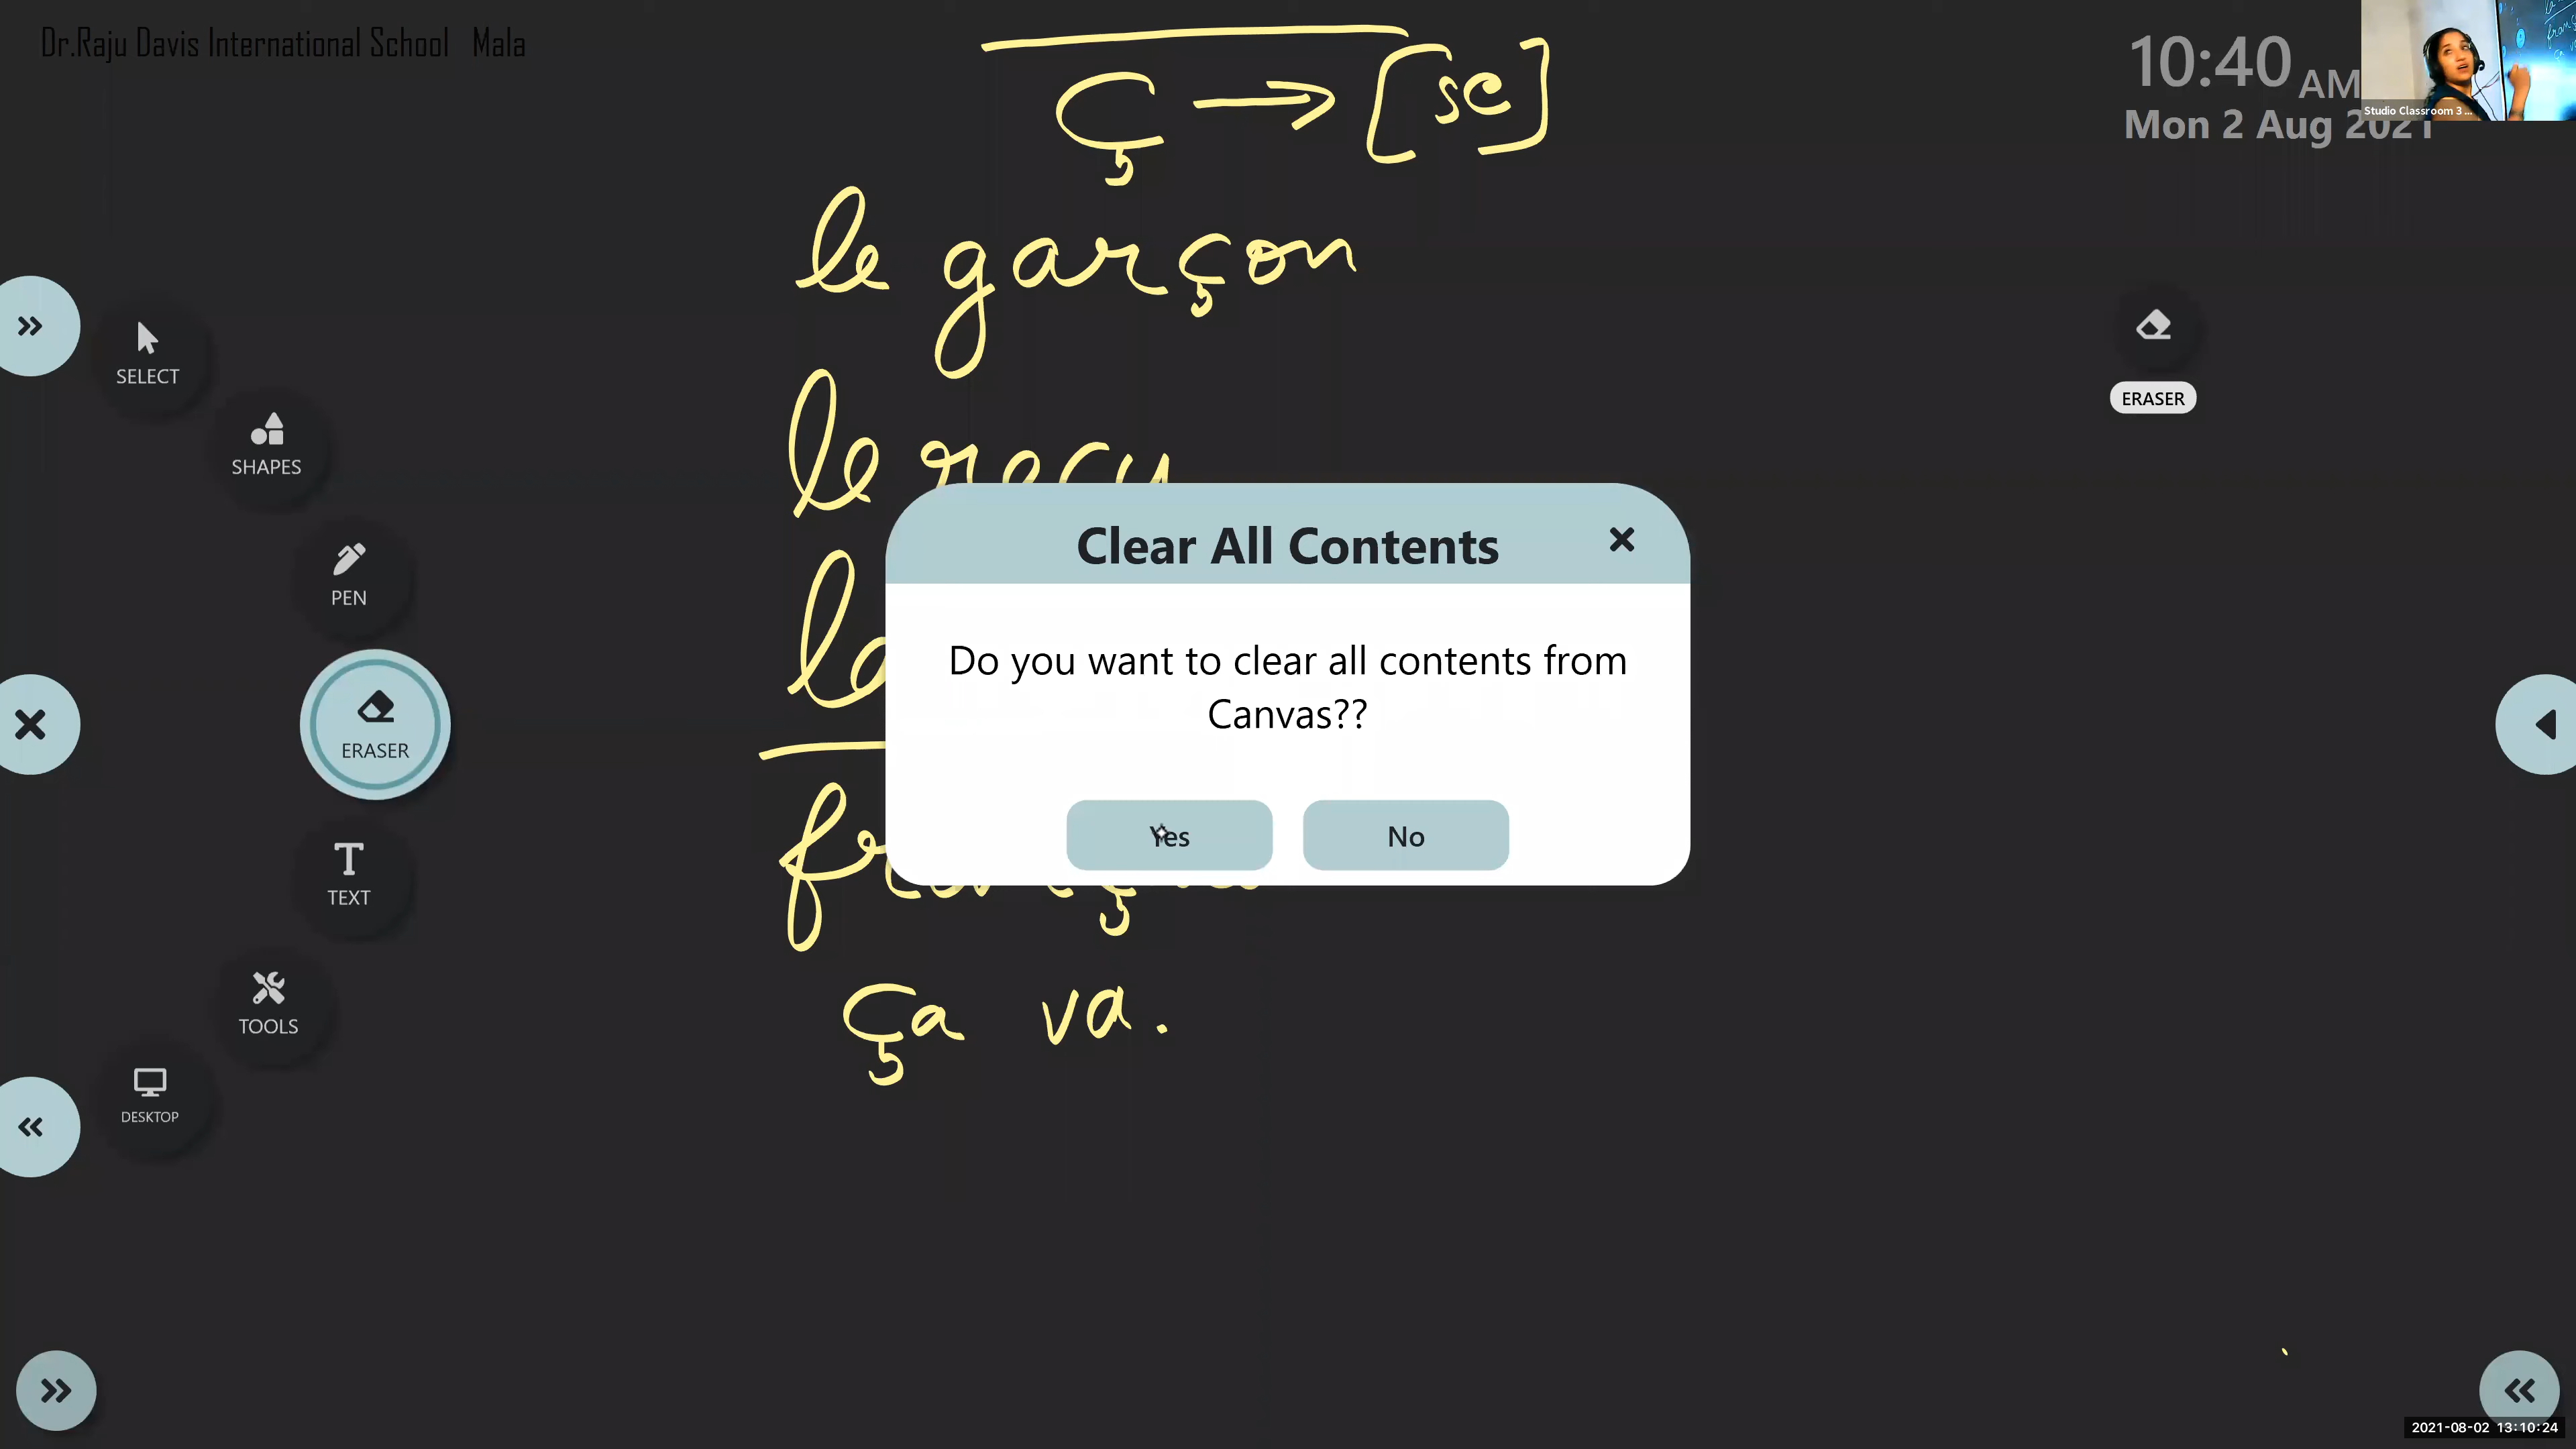 Dr.Raju Davis International School Mala
10:40 AM
Mon 2 Aug 2021
Studio Classroom 3 ...
ç → [se]
le garçon
le
SELECT
SHAPES
PEN
ERASER
TEXT
TOOLS
DESKTOP
ERASER
Clear All Contents
Do you want to clear all contents from
Canvas??
Yes
No
ça va.
2021-08-02 13:10:24